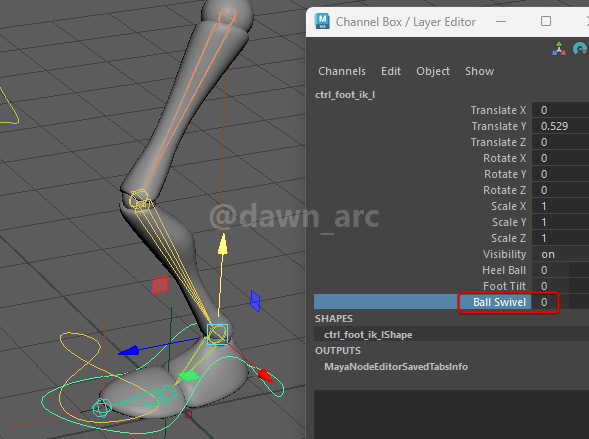 Channel Box / Layer Editor
Channels Edit Object Show
ctrl_foot_ik_l
Translate X 0
Translate Y 0.529
Translate Z 0
Rotate X 0
Rotate Y 0
Rotate Z 0
Scale X 1
@dawn_arc
Scale Y 1
Scale Z 1
Visibility on
Heel Ball 0
Foot Tilt 0
Ball Swivel 0
SHAPES
ctrl_foot_ik_lShape
OUTPUTS
MayaNodeEditorSavedTabsInfo